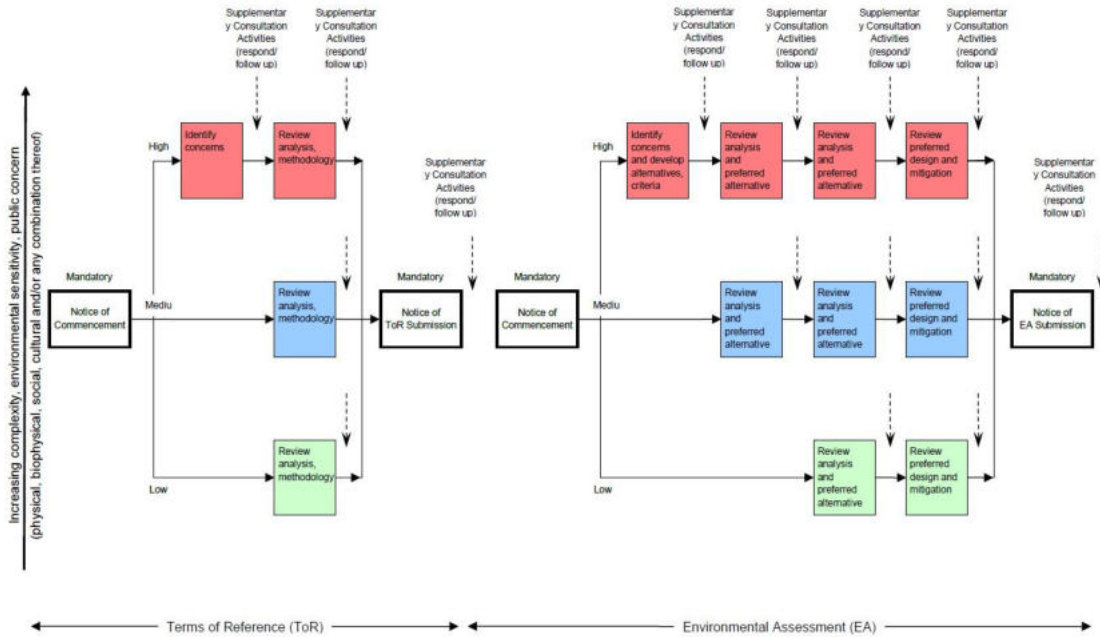 Supplementar
y Consultation
Activities
(respond/
follow up)
Supplementar
y Consultation
Activities
(respond/
follow up)
Supplementar
y Consultation
Activities
(respond/
follow up)
Supplementar
y Consultation
Activities
(respond/
follow up)
Supplementar
y Consultation
Activities
(respond/
follow up)
Supplementar
y Consultation
Activities
(respond/
follow up)
Increasing complexity, environmental sensitivity, public concern
(physical, biophysical, social, cultural and/or any combination thereof)
High
Identify
concerns
Review
analysis,
methodology
Supplementar
y Consultation
Activities
(respond/
follow up)
High
Identify
concerns
and develop
alternatives,
criteria
Review
analysis
and
preferred
alternative
Review
analysis
and
preferred
alternative
Review
preferred
design and
mitigation
Supplementar
y Consultation
Activities
(respond/
follow up)
Mandatory
Notice of
Commencement
Mediu
Review
analysis,
methodology
Mandatory
Notice of
ToR Submission
Mandatory
Notice of
Commencement
Mediu
Review
analysis
and
preferred
alternative
Review
analysis
and
preferred
alternative
Review
preferred
design and
mitigation
Mandatory
Notice of
EA Submission
Low
Review
analysis,
methodology
Low
Review
analysis
and
preferred
alternative
Review
preferred
design and
mitigation
Terms of Reference (ToR)
Environmental Assessment (EA)